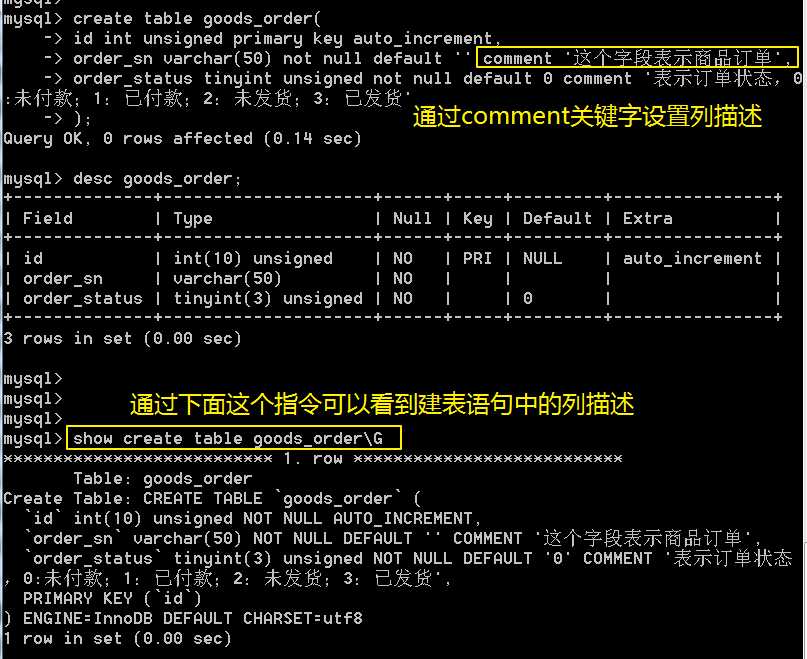 mysql>
mysql> create table goods_order(
    -> id int unsigned primary key auto_increment,
    -> order_sn varchar(50) not null default '' comment '这个字段表示商品订单',
    -> order_status tinyint unsigned not null default 0 comment '表示订单状态，0
:未付款；1：已付款；2：未发货；3：已发货'
    -> );
通过comment关键字设置列描述
Query OK, 0 rows affected (0.14 sec)
mysql> desc goods_order;
+--------------+---------------------+------+-----+---------+----------------+
| Field        | Type                | Null | Key | Default | Extra          |
+--------------+---------------------+------+-----+---------+----------------+
| id           | int(10) unsigned    | NO   | PRI | NULL    | auto_increment |
| order_sn     | varchar(50)         | NO   |     |         |                |
| order_status | tinyint(3) unsigned | NO   |     | 0       |                |
+--------------+---------------------+------+-----+---------+----------------+
3 rows in set (0.00 sec)
mysql>
mysql>
通过下面这个指令可以看到建表语句中的列描述
mysql>
mysql> show create table goods_order\G
*************************** 1. row ***************************
       Table: goods_order
Create Table: CREATE TABLE `goods_order` (
  `id` int(10) unsigned NOT NULL AUTO_INCREMENT,
  `order_sn` varchar(50) NOT NULL DEFAULT '' COMMENT '这个字段表示商品订单',
  `order_status` tinyint(3) unsigned NOT NULL DEFAULT '0' COMMENT '表示订单状态
，0:未付款；1：已付款；2：未发货；3：已发货',
  PRIMARY KEY (`id`)
) ENGINE=InnoDB DEFAULT CHARSET=utf8
1 row in set (0.00 sec)